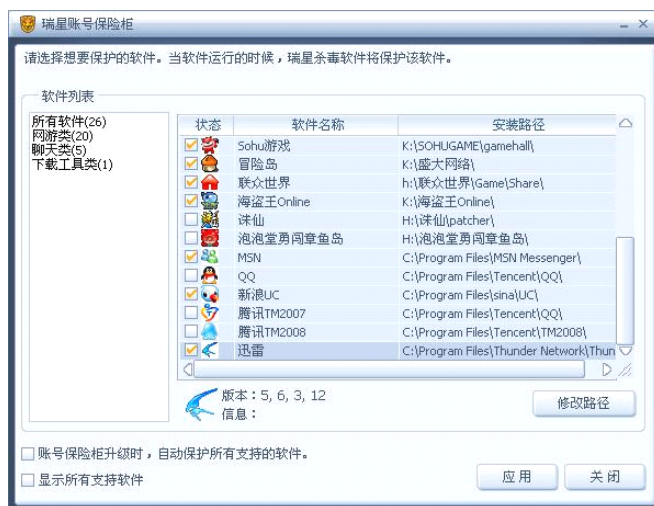 瑞星账号保险柜
请选择想要保护的软件。当软件运行的时候，瑞星杀毒软件将保护该软件。
软件列表
所有软件(26)
网游类(20)
聊天类(5)
下载工具类(1)
状态 软件名称 安装路径
Sohu游戏 K:\SOHUGAME\gamehall\
冒险岛 K:\盛大网络\
联众世界 h:\联众世界\Game\Share\
海盗王Online K:\海盗王Online\
诛仙 H:\诛仙\patcher\
泡泡堂勇闯章鱼岛 H:\泡泡堂勇闯章鱼岛\
MSN C:\Program Files\MSN Messenger\
QQ C:\Program Files\Tencent\QQ\
新浪UC C:\Program Files\sina\UC\
腾讯TM2007 C:\Program Files\Tencent\QQ\
腾讯TM2008 C:\Program Files\Tencent\TM2008\
迅雷 C:\Program Files\Thunder Network\Thun
版本：5, 6, 3, 12
信息：
修改路径
账号保险柜升级时，自动保护所有支持的软件。
显示所有支持软件
应用 关闭